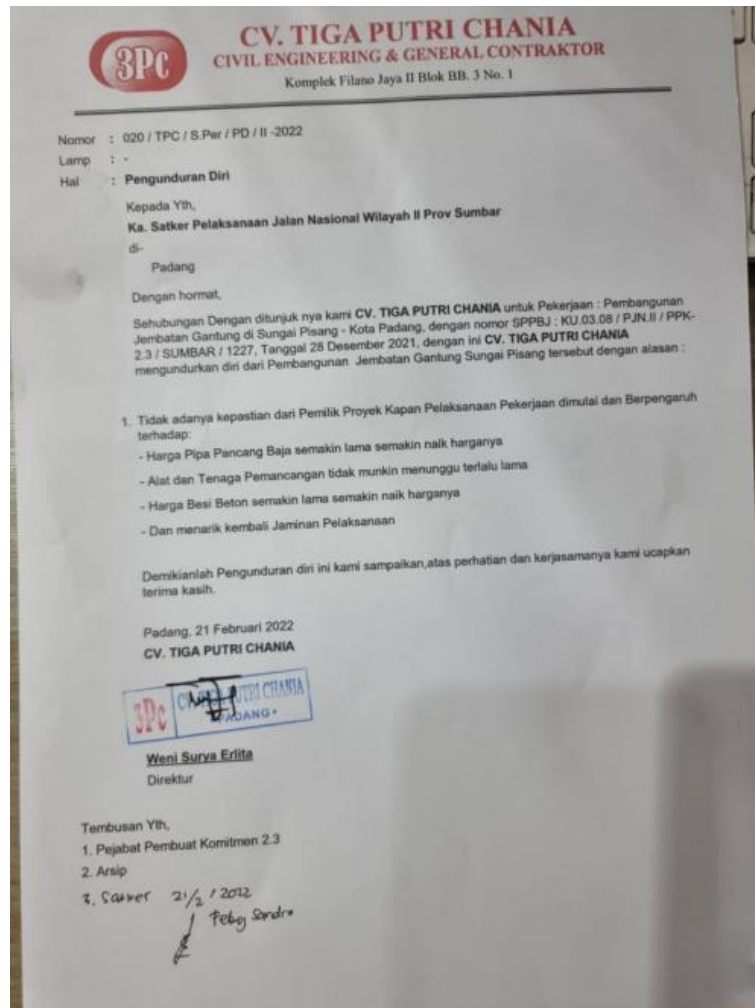 3Pc
CV. TIGA PUTRI CHANIA
CIVIL ENGINEERING & GENERAL CONTRAKTOR
Komplek Filano Jaya II Blok BB. 3 No. 1
Nomor : 020 / TPC / S.Per / PD / II -2022
Lamp : -
Hal : Pengunduran Diri
Kepada Yth,
Ka. Satker Pelaksanaan Jalan Nasional Wilayah II Prov Sumbar
di-
Padang
Dengan hormat,
Sehubungan Dengan ditunjuk nya kami CV. TIGA PUTRI CHANIA untuk Pekerjaan : Pembangunan
Jembatan Gantung di Sungai Pisang - Kota Padang, dengan nomor SPPBJ : KU.03.08 / PJN.II / PPK-
2.3 / SUMBAR / 1227, Tanggal 28 Desember 2021, dengan ini CV. TIGA PUTRI CHANIA
mengundurkan diri dari Pembangunan Jembatan Gantung Sungai Pisang tersebut dengan alasan :
1. Tidak adanya kepastian dari Pemilik Proyek Kapan Pelaksanaan Pekerjaan dimulai dan Berpengaruh
terhadap:
- Harga Pipa Pancang Baja semakin lama semakin naik harganya
- Alat dan Tenaga Pemancangan tidak munkin menunggu terlalu lama
- Harga Besi Beton semakin lama semakin naik harganya
- Dan menarik kembali Jaminan Pelaksanaan
Demikianlah Pengunduran diri ini kami sampaikan,atas perhatian dan kerjasamanya kami ucapkan
terima kasih.
Padang, 21 Februari 2022
CV. TIGA PUTRI CHANIA
3Pc CV. TIGA PUTRI CHANIA
PADANG
Weni Surya Erlita
Direktur
Tembusan Yth,
1. Pejabat Pembuat Komitmen 2.3
2. Arsip
3. Satker 21/2 / 2022
Feby Sandra